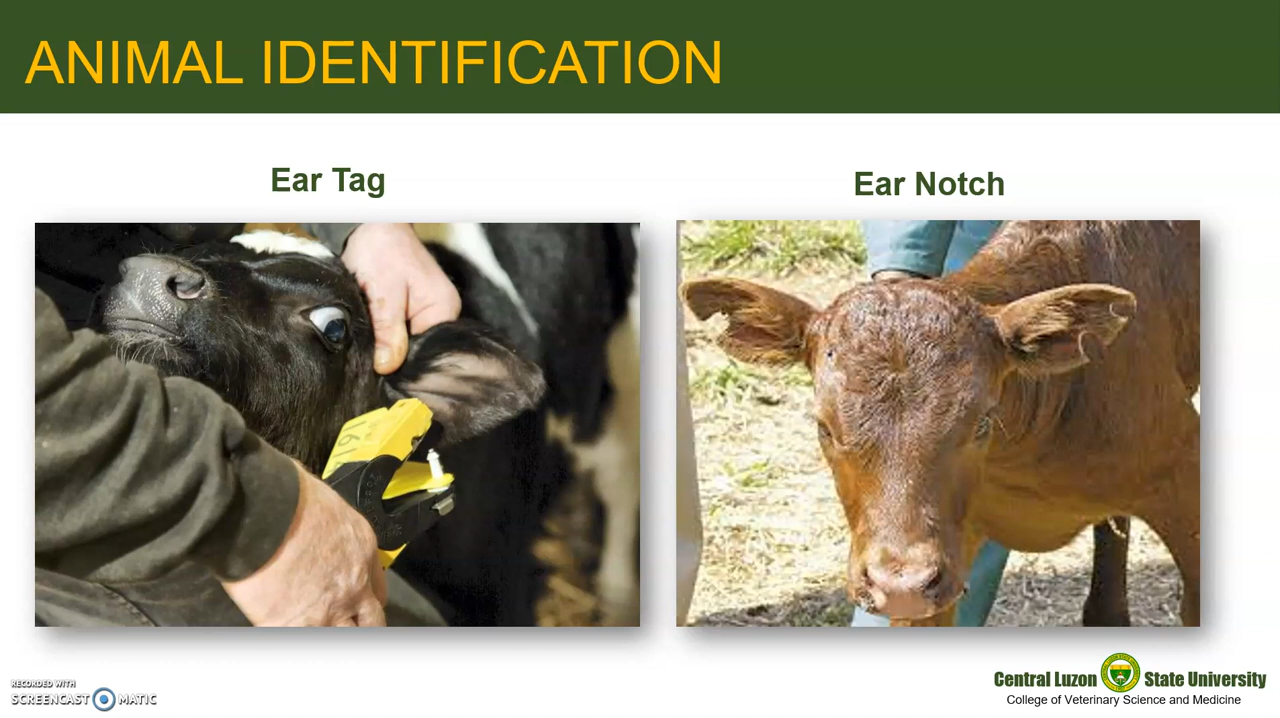 ANIMAL IDENTIFICATION
Ear Tag
Ear Notch
191
RECORDED WITH
SCREENCAST MATIC
Central Luzon State University
College of Veterinary Science and Medicine